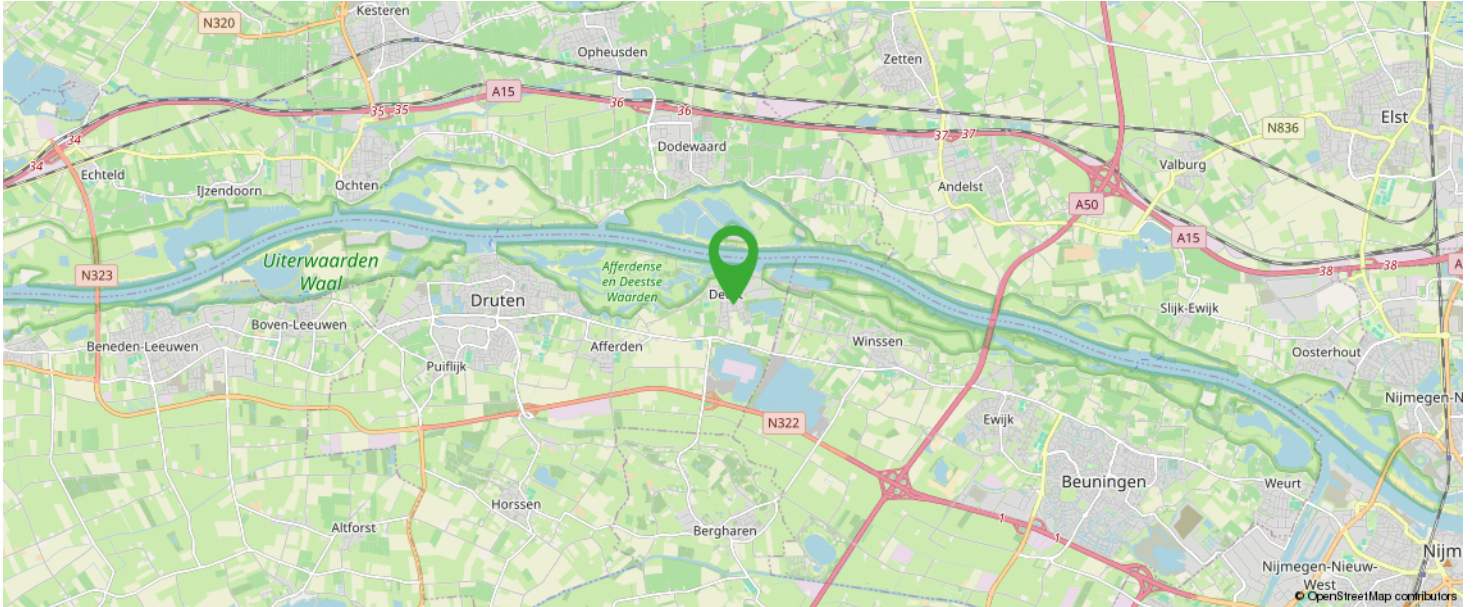 Kesteren
N320
Opheusden
Zetten
A15
36
36
35
35
Elst
N836
37
37
34
34
Dodewaard
Valburg
Echteld
IJzendoorn
Ochten
Andelst
A50
A15
Uiterwaarden
Waal
Afferdense
en Deestse
Waarden
N323
38
38
A
Druten
Slijk-Ewijk
Boven-Leeuwen
Beneden-Leeuwen
Afferden
Winssen
Oosterhout
Puiflijk
Nijmegen-N
N322
Ewijk
Beuningen
Weurt
Horssen
1
Altforst
Bergharen
1
Nijm
Nijmegen-Nieuw-
West
© OpenStreetMap contributors